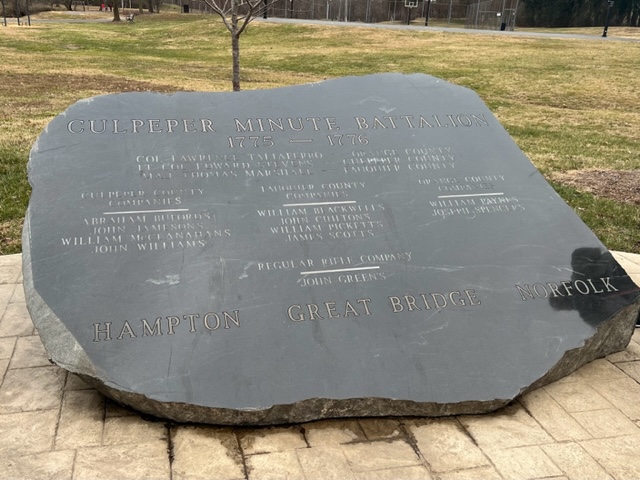 CULPEPER MINUTE BATTALION
1775 — 1776
COL. LAWRENCE TALIAFERRO ORANGE COUNTY
LT. COL. EDWARD STEVENS CULPEPER COUNTY
MAJ. THOMAS MARSHALL FAUQUIER COUNTY
CULPEPER COUNTY
COMPANIES
ABRAHAM BUFORD'S
JOHN JAMESON'S
WILLIAM McCLANAHAN'S
JOHN WILLIAMS
FAUQUIER COUNTY
COMPANIES
WILLIAM BLACKWELL'S
JOHN CHILTON'S
WILLIAM PICKETT'S
JAMES SCOTT'S
ORANGE COUNTY
COMPANIES
WILLIAM PAYNE'S
JOSEPH SPENCER'S
REGULAR RIFLE COMPANY
JOHN GREEN'S
HAMPTON GREAT BRIDGE NORFOLK